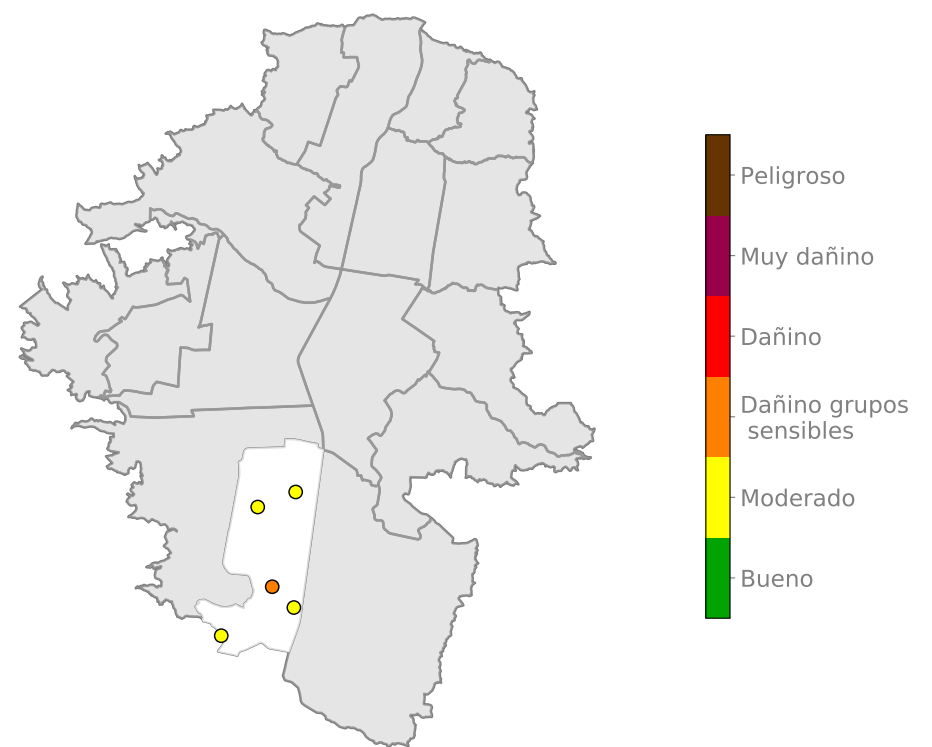 Peligroso
Muy dañino
Dañino
Dañino grupos
sensibles
Moderado
Bueno